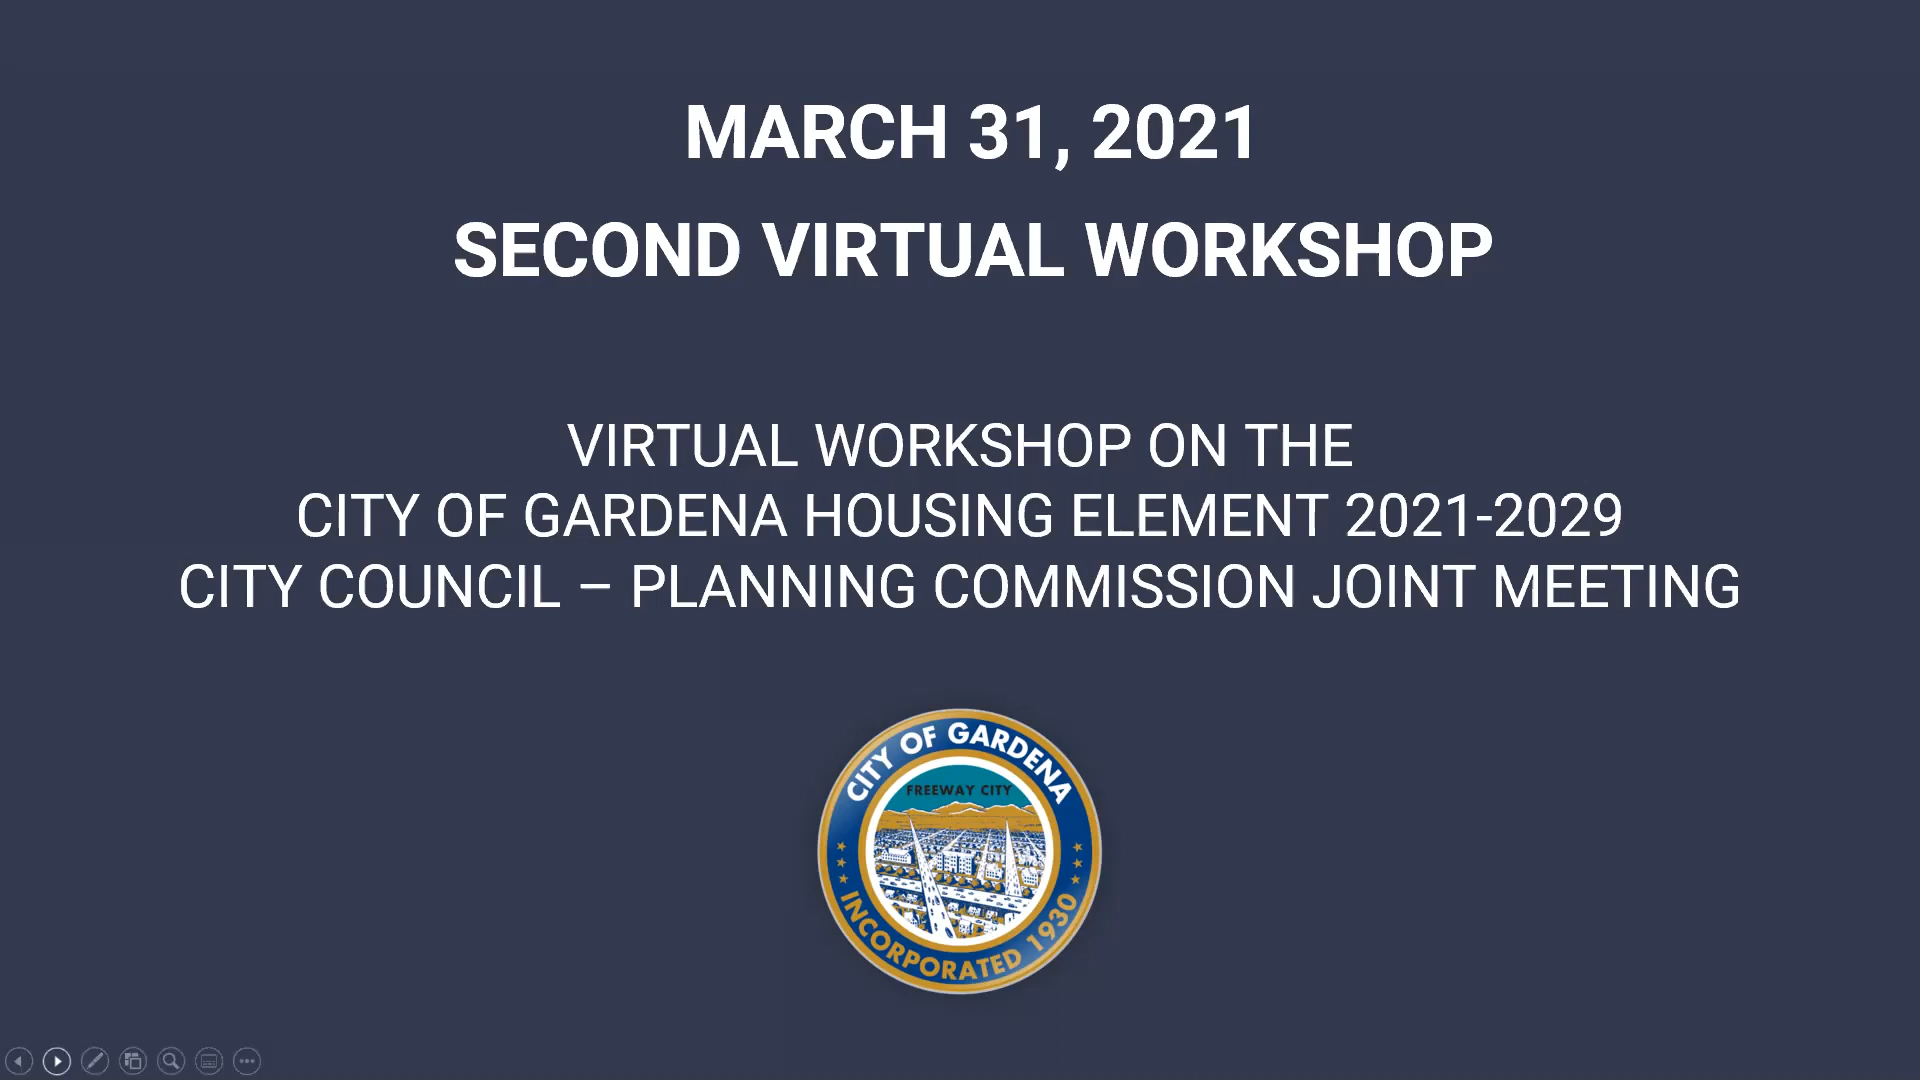 MARCH 31, 2021
SECOND VIRTUAL WORKSHOP
VIRTUAL WORKSHOP ON THE
CITY OF GARDENA HOUSING ELEMENT 2021-2029
CITY COUNCIL – PLANNING COMMISSION JOINT MEETING
CITY OF GARDENA
FREEWAY CITY
INCORPORATED 1930